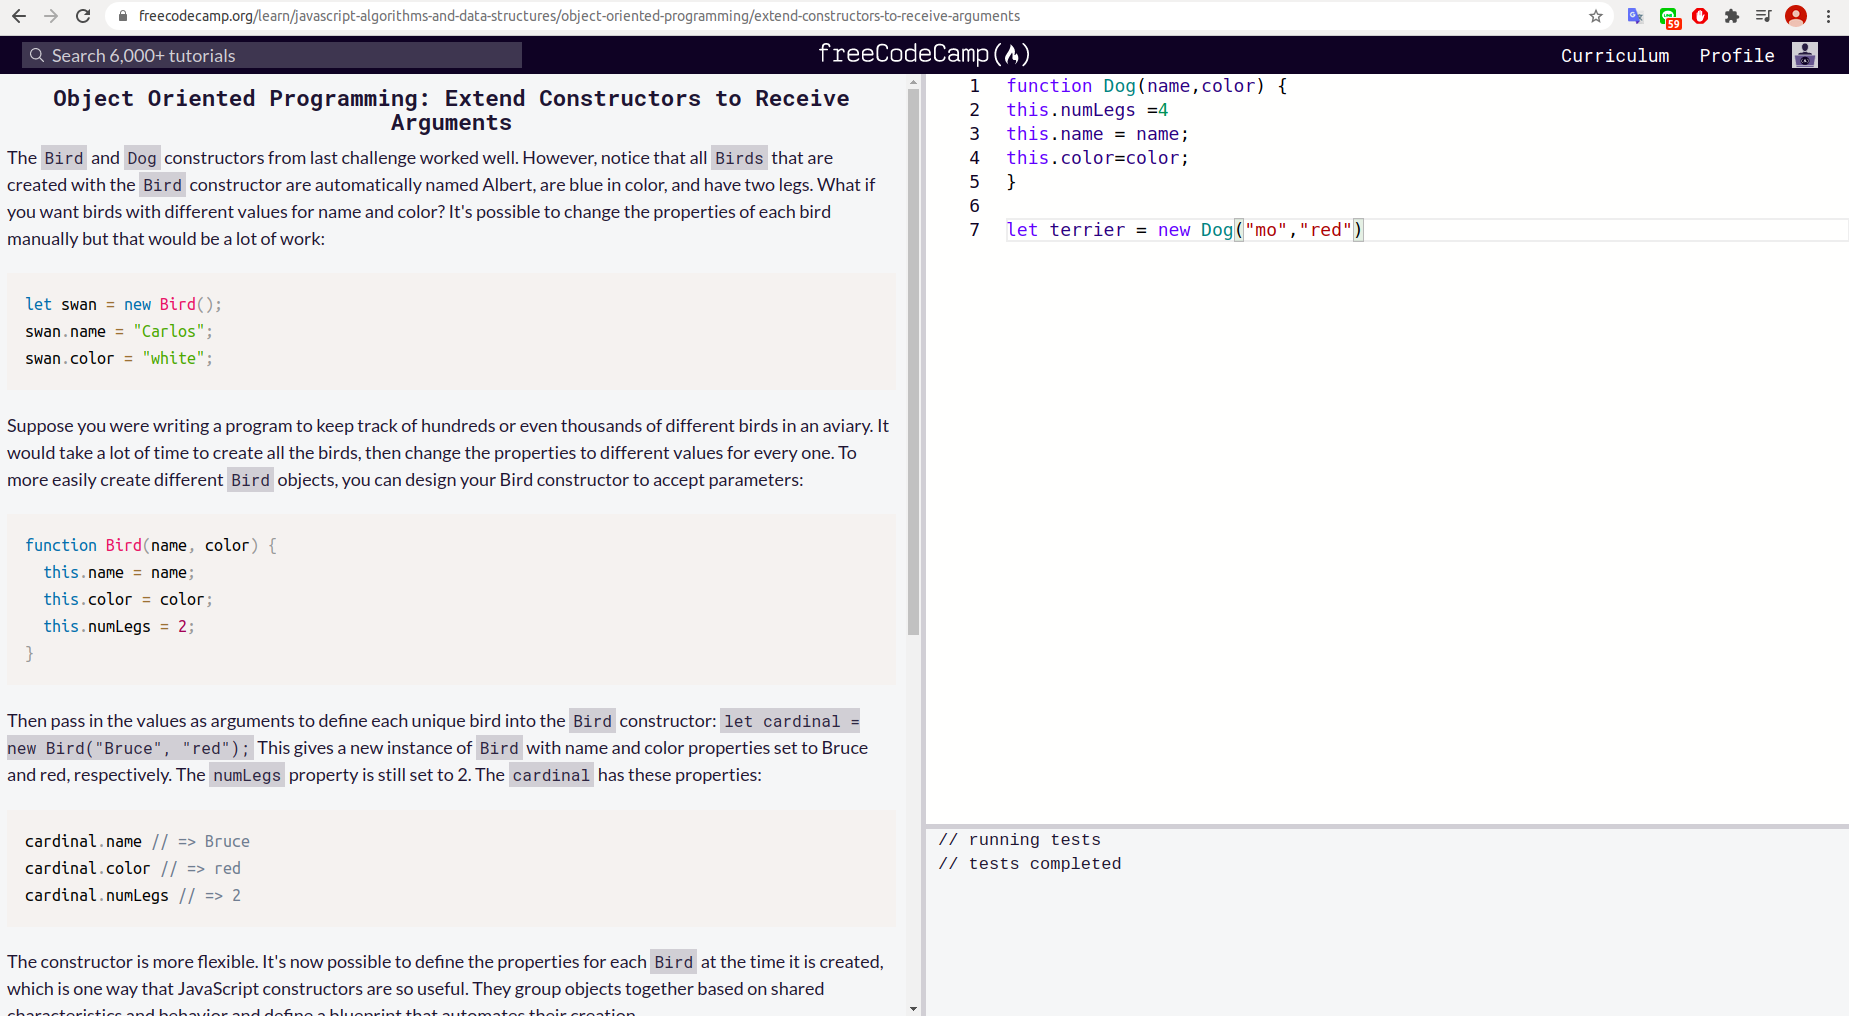 freecodecamp.org/learn/javascript-algorithms-and-data-structures/object-oriented-programming/extend-constructors-to-receive-arguments
59
Search 6,000+ tutorials
freeCodeCamp(🔥)
Curriculum
Profile
Object Oriented Programming: Extend Constructors to Receive
Arguments
The Bird and Dog constructors from last challenge worked well. However, notice that all Birds that are
created with the Bird constructor are automatically named Albert, are blue in color, and have two legs. What if
you want birds with different values for name and color? It's possible to change the properties of each bird
manually but that would be a lot of work:
let swan = new Bird();
swan.name = "Carlos";
swan.color = "white";
Suppose you were writing a program to keep track of hundreds or even thousands of different birds in an aviary. It
would take a lot of time to create all the birds, then change the properties to different values for every one. To
more easily create different Bird objects, you can design your Bird constructor to accept parameters:
function Bird(name, color) {
this.name = name;
this.color = color;
this.numLegs = 2;
}
Then pass in the values as arguments to define each unique bird into the Bird constructor: let cardinal =
new Bird("Bruce", "red"); This gives a new instance of Bird with name and color properties set to Bruce
and red, respectively. The numLegs property is still set to 2. The cardinal has these properties:
cardinal.name // => Bruce
cardinal.color // => red
cardinal.numLegs // => 2
The constructor is more flexible. It's now possible to define the properties for each Bird at the time it is created,
which is one way that JavaScript constructors are so useful. They group objects together based on shared
characteristics and behavior and define a blueprint that automates their creation.
1 function Dog(name,color) {
2 this.numLegs =4
3 this.name = name;
4 this.color=color;
5 }
6
7 let terrier = new Dog("mo","red")
// running tests
// tests completed